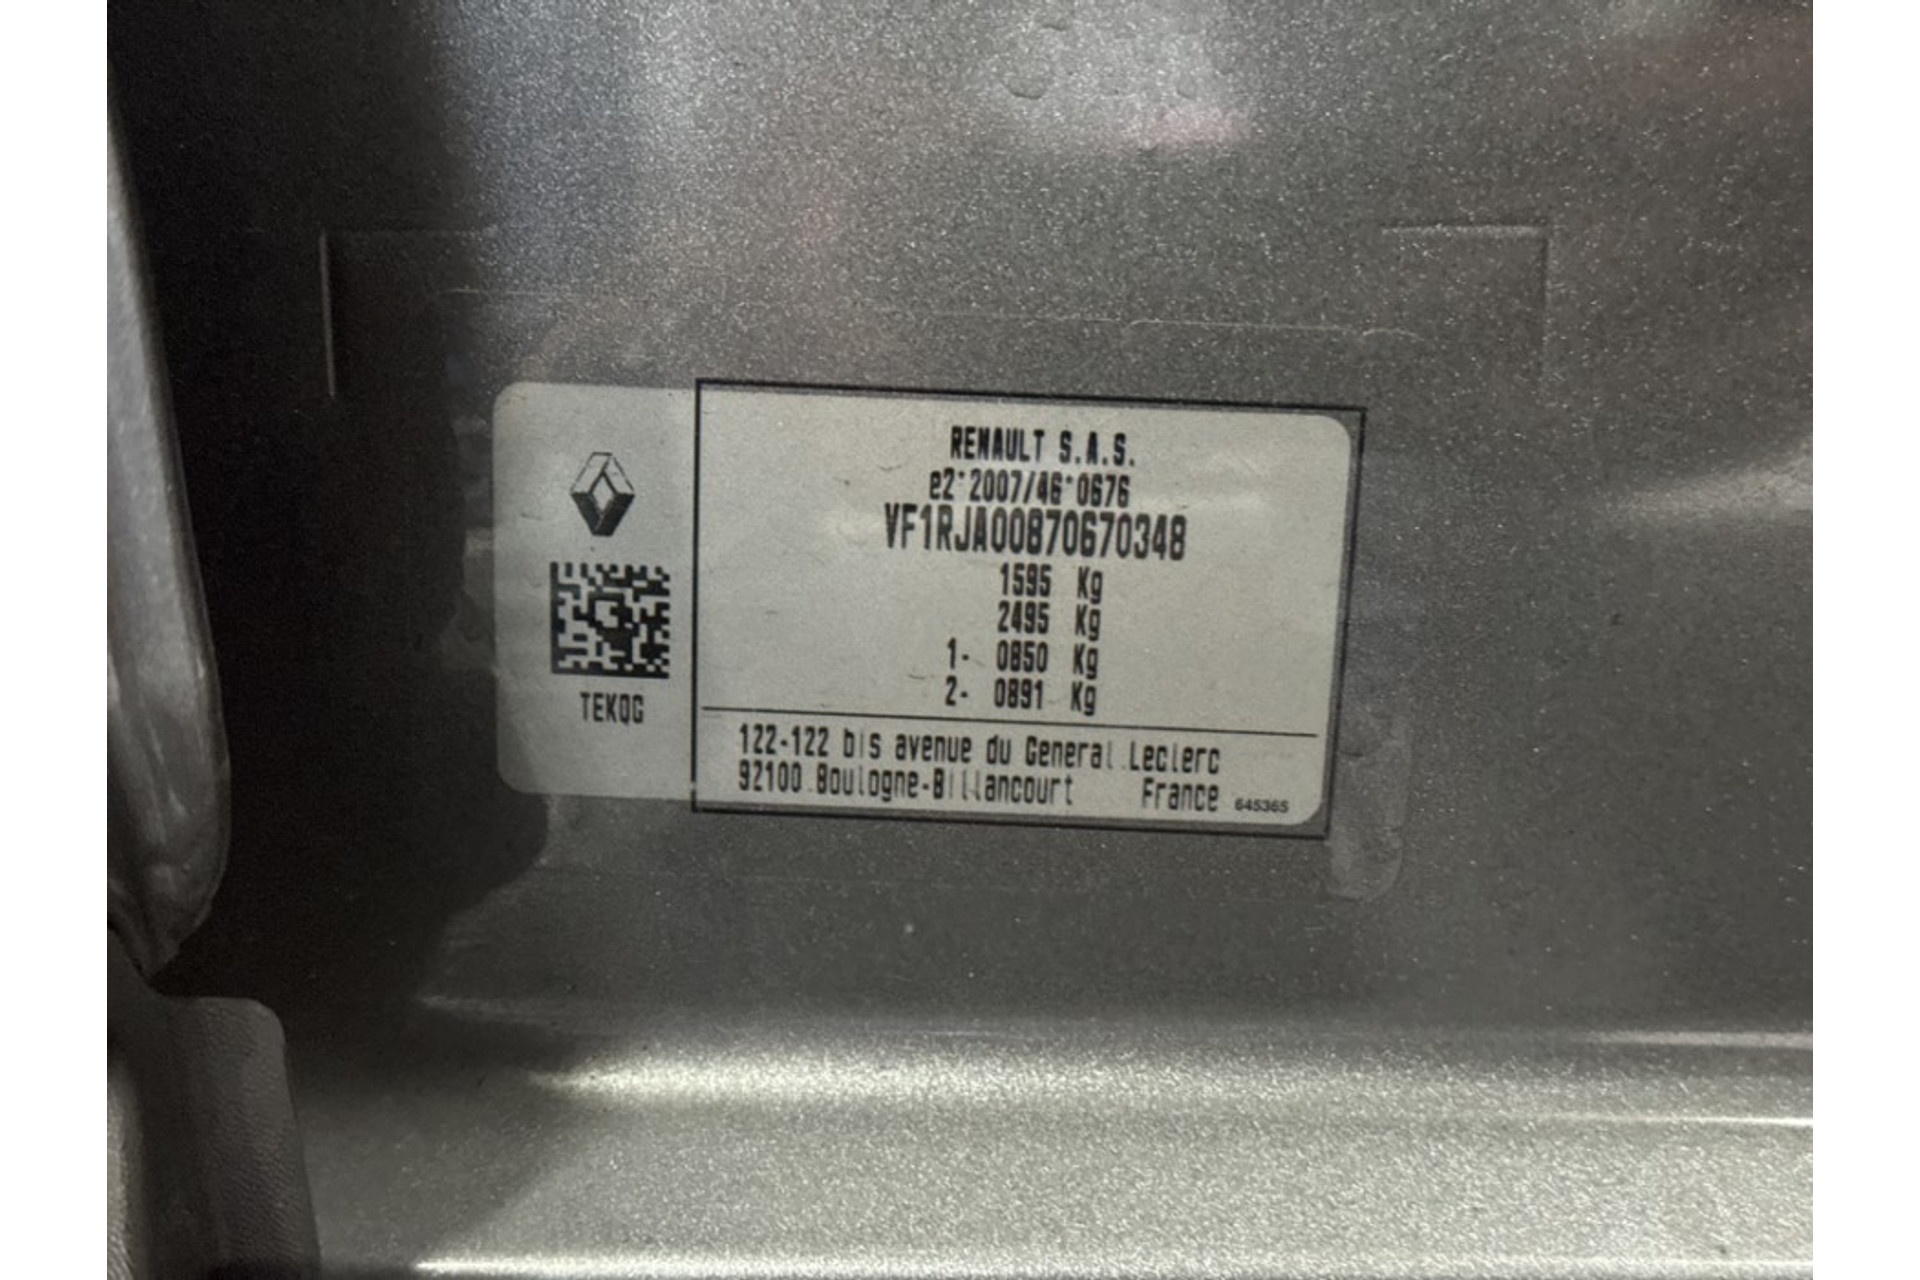 RENAULT S.A.S.
e2*2007/46*0676
VF1RJA00870670348
1595 Kg
2495 Kg
1- 0850 Kg
2- 0891 Kg
TEKQG
122-122 bis avenue du General Leclerc
92100 Boulogne-Billancourt France 645365